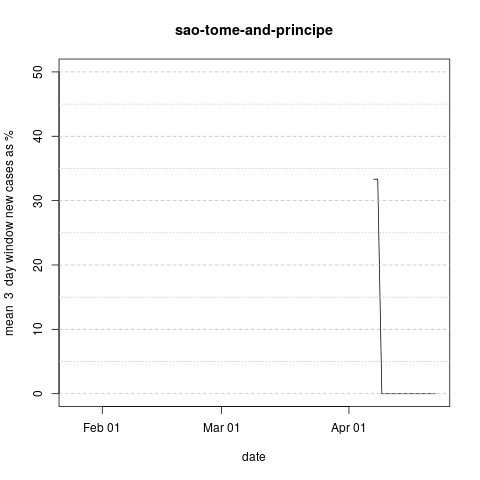 sao-tome-and-principe
mean 3 day window new cases as %
50
40
30
20
10
0
Feb 01
Mar 01
Apr 01
date